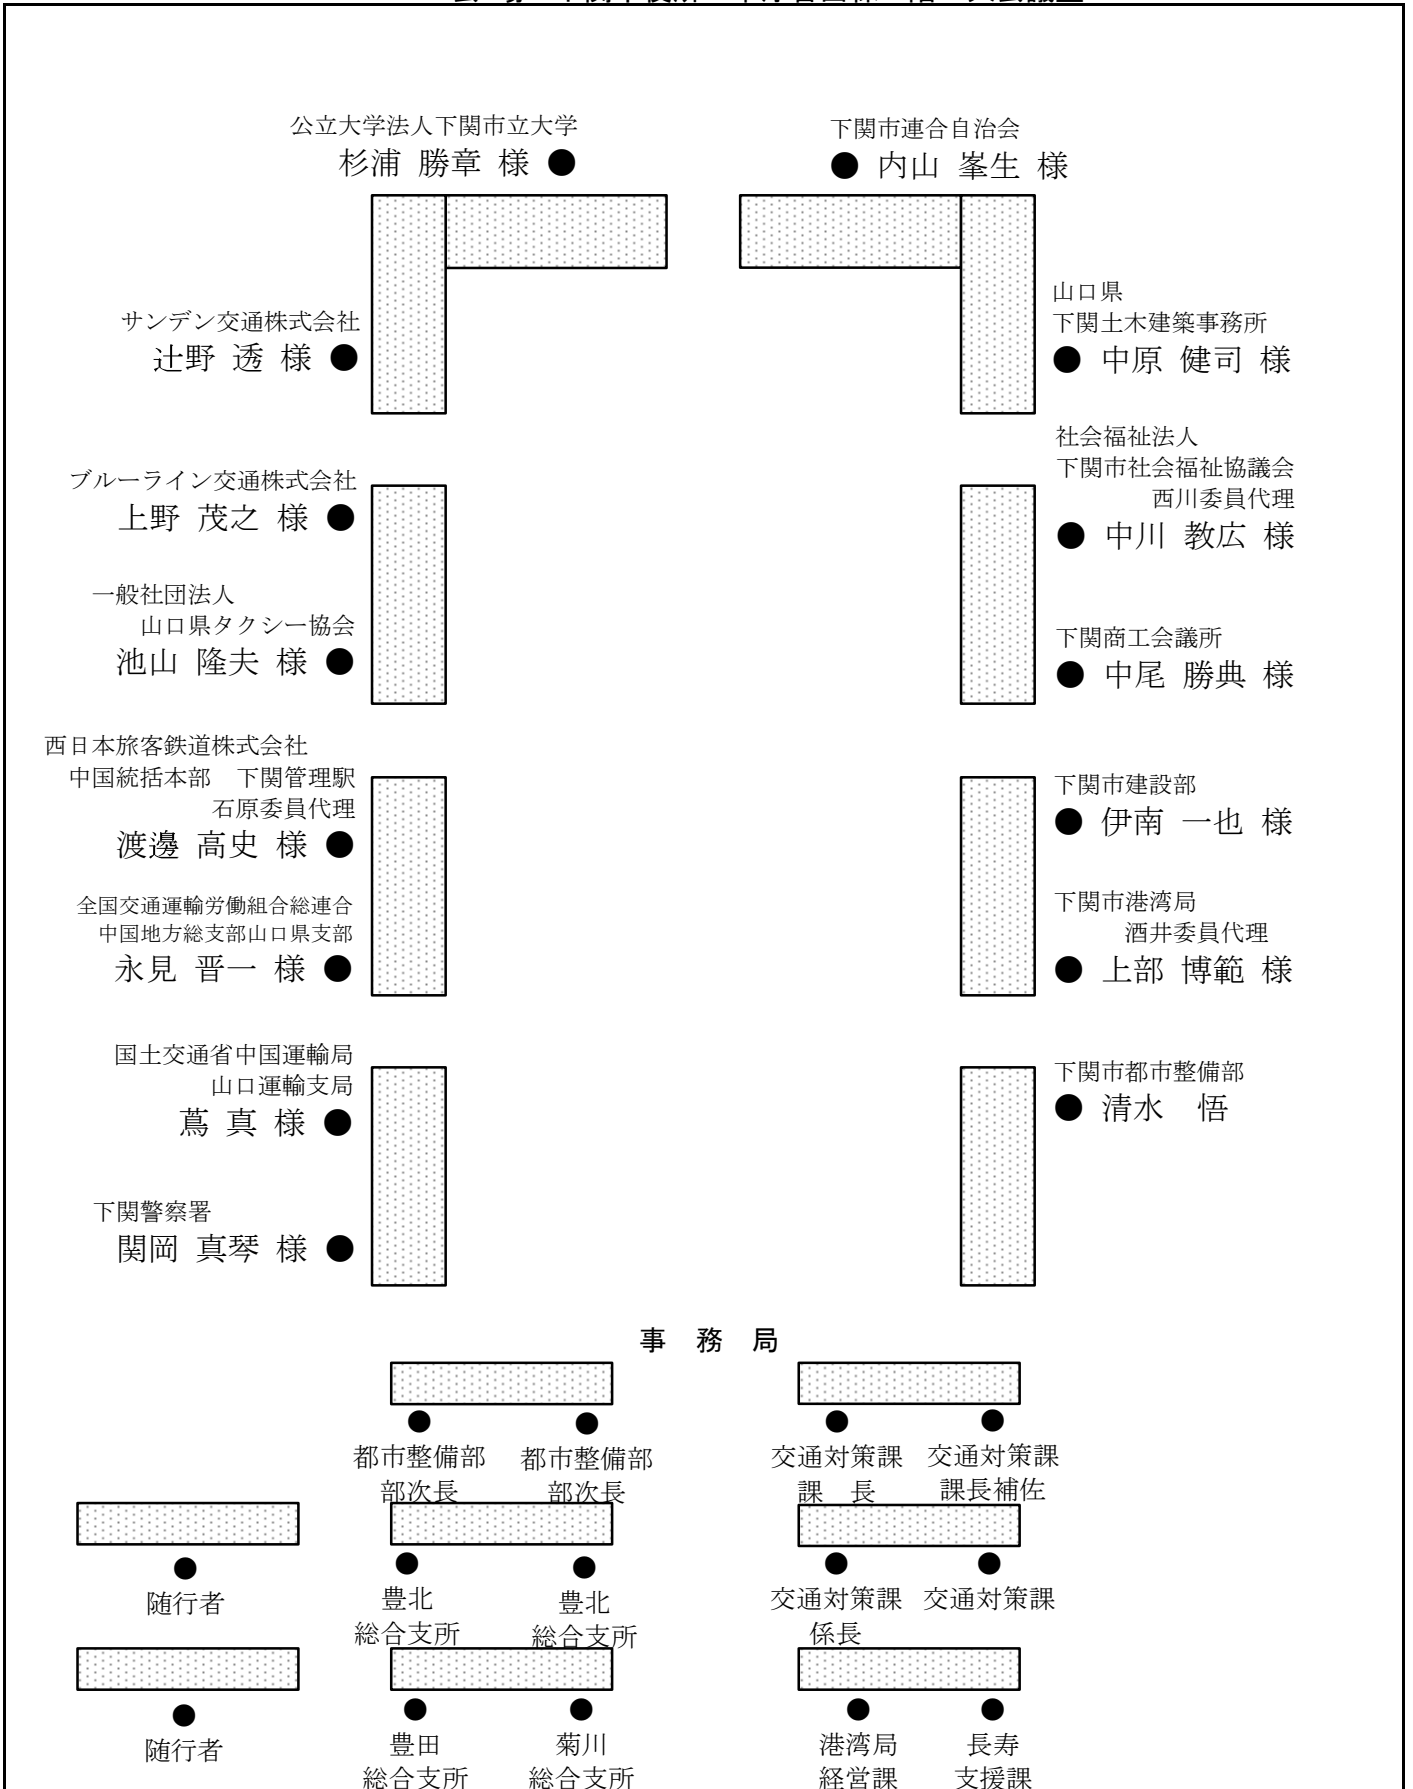 公立大学法人下関市立大学
杉浦 勝章 様 ●
下関市連合自治会
● 内山 峯生 様
サンデン交通株式会社
辻野 透 様 ●
山口県
下関土木建築事務所
● 中原 健司 様
ブルーライン交通株式会社
上野 茂之 様 ●
社会福祉法人
下関市社会福祉協議会
西川委員代理
● 中川 教広 様
一般社団法人
山口県タクシー協会
池山 隆夫 様 ●
下関商工会議所
● 中尾 勝典 様
西日本旅客鉄道株式会社
中国統括本部　下関管理駅
石原委員代理
渡邊 高史 様 ●
下関市建設部
● 伊南 一也 様
全国交通運輸労働組合総連合
中国地方総支部山口県支部
永見 晋一 様 ●
下関市港湾局
酒井委員代理
● 上部 博範 様
国土交通省中国運輸局
山口運輸支局
蔦 真 様 ●
下関市都市整備部
● 清水　悟
下関警察署
関岡 真琴 様 ●
事　務　局
都市整備部
部次長
都市整備部
部次長
交通対策課
課　長
交通対策課
課長補佐
随行者
豊北
総合支所
豊北
総合支所
交通対策課
係長
交通対策課
随行者
豊田
総合支所
菊川
総合支所
港湾局
経営課
長寿
支援課